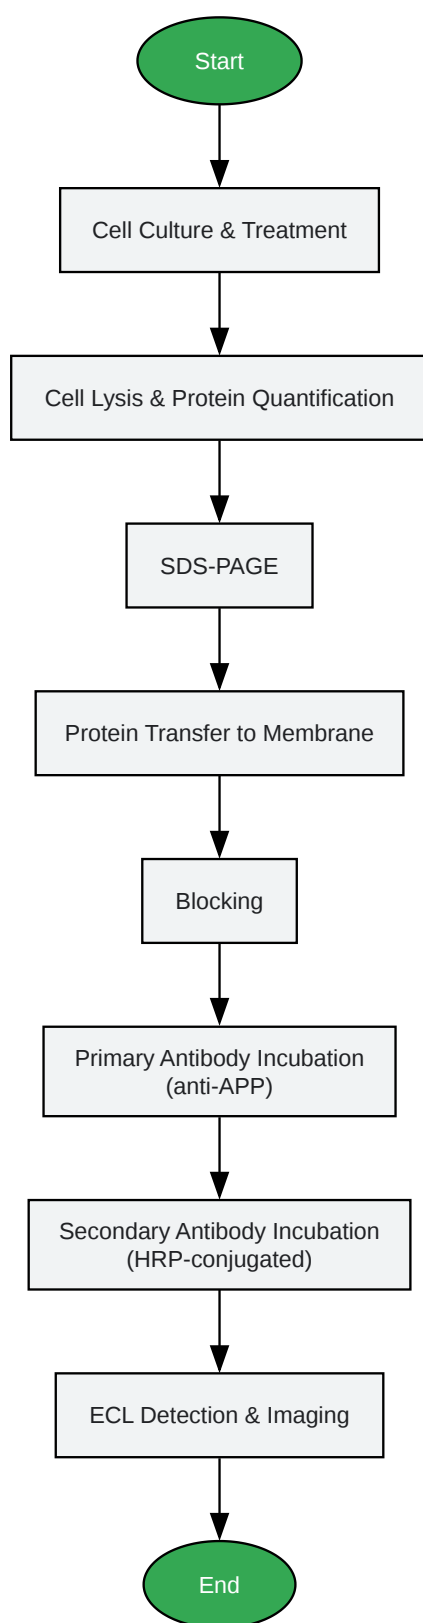 Start
Cell Culture & Treatment
Cell Lysis & Protein Quantification
SDS-PAGE
Protein Transfer to Membrane
Blocking
Primary Antibody Incubation
(anti-APP)
Secondary Antibody Incubation
(HRP-conjugated)
ECL Detection & Imaging
End